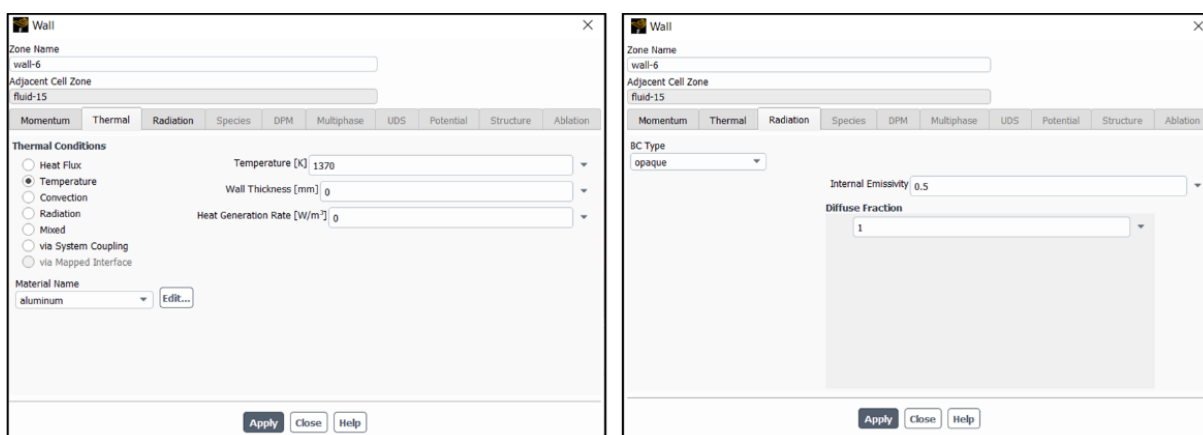 Wall
Zone Name
wall-6
Adjacent Cell Zone
fluid-15
Momentum Thermal Radiation Species DPM Multiphase UDS Potential Structure Ablation
Thermal Conditions
Heat Flux
Temperature
Convection
Radiation
Mixed
via System Coupling
via Mapped Interface
Temperature [K] 1370
Wall Thickness [mm] 0
Heat Generation Rate [W/m³] 0
Material Name
aluminum Edit...
Apply Close Help
Wall
Zone Name
wall-6
Adjacent Cell Zone
fluid-15
Momentum Thermal Radiation Species DPM Multiphase UDS Potential Structure Ablation
BC Type
opaque
Internal Emissivity 0.5
Diffuse Fraction
1
Apply Close Help